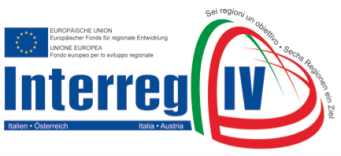 EUROPÄISCHE UNION
Europäischer Fonds für regionale Entwicklung
UNIONE EUROPEA
Fondo europeo per lo sviluppo regionale
Sei regioni un obiettivo • Sechs Regionen ein Ziel
Interreg IV
Italien • Österreich Italia • Austria